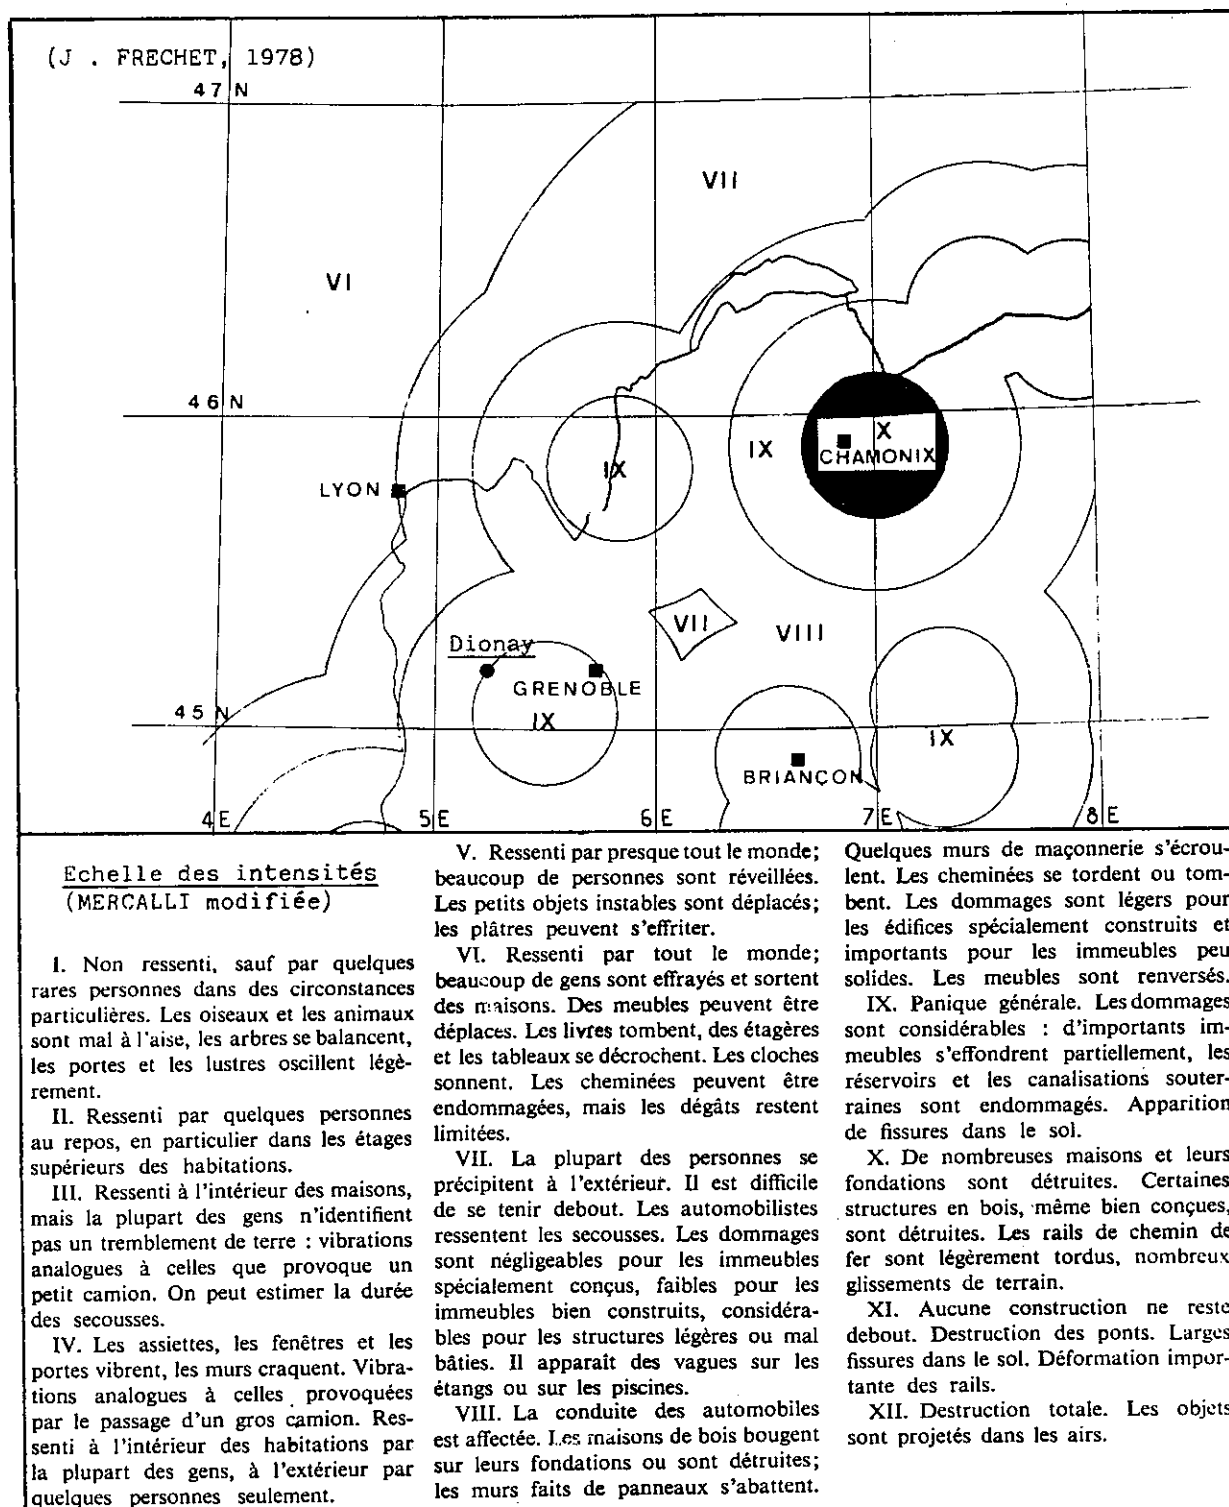 (J . FRECHET, 1978)
47 N
VII
VI
46 N
X
IX
CHAMONIX
IX
LYON
VII
VIII
Dionay
GRENOBLE
45 N
IX
IX
BRIANÇON
4 E
5 E
6 E
7 E
8 E
Echelle des intensités
(MERCALLI modifiée)
I. Non ressenti, sauf par quelques
rares personnes dans des circonstances
particulières. Les oiseaux et les animaux
sont mal à l'aise, les arbres se balancent,
les portes et les lustres oscillent légè-
rement.
II. Ressenti par quelques personnes
au repos, en particulier dans les étages
supérieurs des habitations.
III. Ressenti à l'intérieur des maisons,
mais la plupart des gens n'identifient
pas un tremblement de terre : vibrations
analogues à celles que provoque un
petit camion. On peut estimer la durée
des secousses.
IV. Les assiettes, les fenêtres et les
portes vibrent, les murs craquent. Vibra-
tions analogues à celles provoquées
par le passage d'un gros camion. Res-
senti à l'intérieur des habitations par
la plupart des gens, à l'extérieur par
quelques personnes seulement.
V. Ressenti par presque tout le monde;
beaucoup de personnes sont réveillées.
Les petits objets instables sont déplacés;
les plâtres peuvent s'effriter.
VI. Ressenti par tout le monde;
beaucoup de gens sont effrayés et sortent
des maisons. Des meubles peuvent être
déplaces. Les livres tombent, des étagères
et les tableaux se décrochent. Les cloches
sonnent. Les cheminées peuvent être
endommagées, mais les dégâts restent
limitées.
VII. La plupart des personnes se
précipitent à l'extérieur. Il est difficile
de se tenir debout. Les automobilistes
ressentent les secousses. Les dommages
sont négligeables pour les immeubles
spécialement conçus, faibles pour les
immeubles bien construits, considéra-
bles pour les structures légères ou mal
bâties. Il apparaît des vagues sur les
étangs ou sur les piscines.
VIII. La conduite des automobiles
est affectée. Les maisons de bois bougent
sur leurs fondations ou sont détruites;
les murs faits de panneaux s'abattent.
Quelques murs de maçonnerie s'écrou-
lent. Les cheminées se tordent ou tom-
bent. Les dommages sont légers pour
les édifices spécialement construits et
importants pour les immeubles peu
solides. Les meubles sont renversés.
IX. Panique générale. Les dommages
sont considérables : d'importants im-
meubles s'effondrent partiellement, les
réservoirs et les canalisations souter-
raines sont endommagés. Apparition
de fissures dans le sol.
X. De nombreuses maisons et leurs
fondations sont détruites. Certaines
structures en bois, même bien conçues,
sont détruites. Les rails de chemin de
fer sont légèrement tordus, nombreux
glissements de terrain.
XI. Aucune construction ne reste
debout. Destruction des ponts. Larges
fissures dans le sol. Déformation impor-
tante des rails.
XII. Destruction totale. Les objets
sont projetés dans les airs.